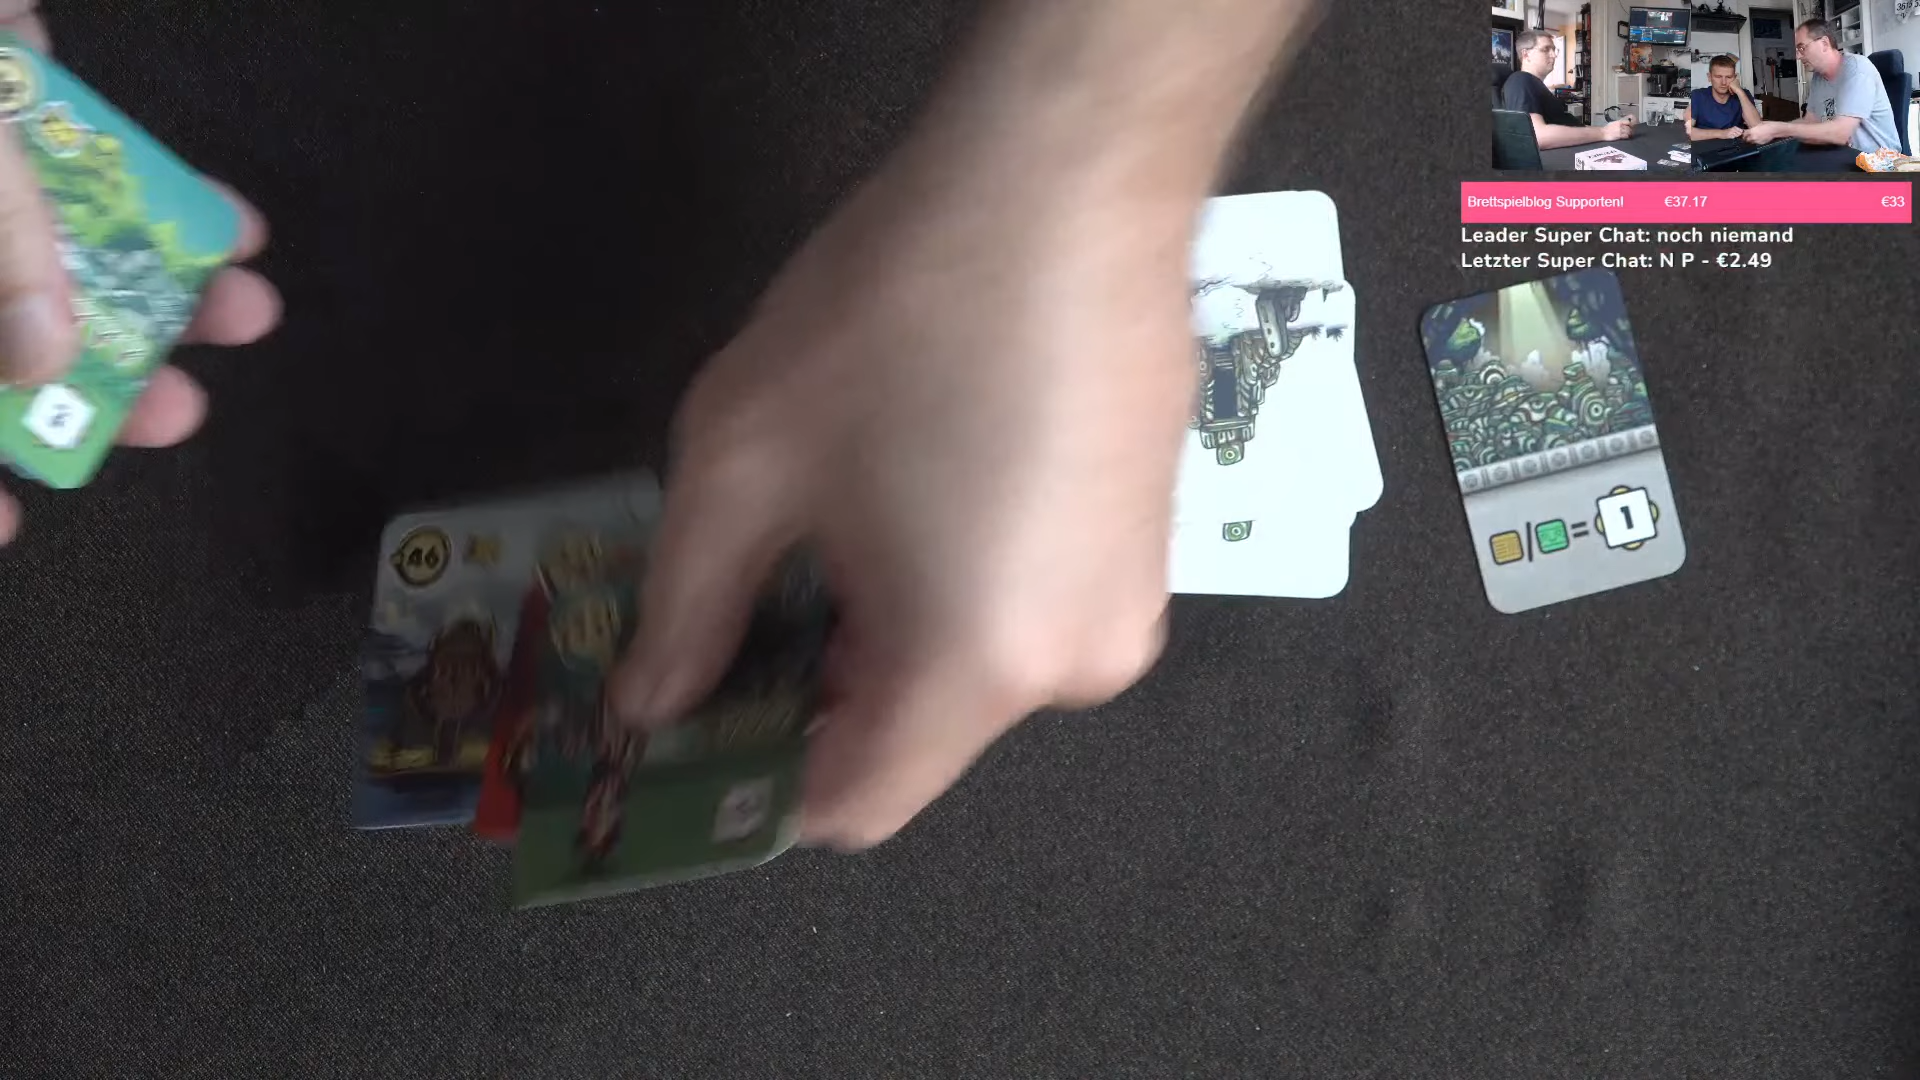 Brettspielblog Supporten! €37.17 €33
Leader Super Chat: noch niemand
Letzter Super Chat: N P - €2.49
46
/ = 1